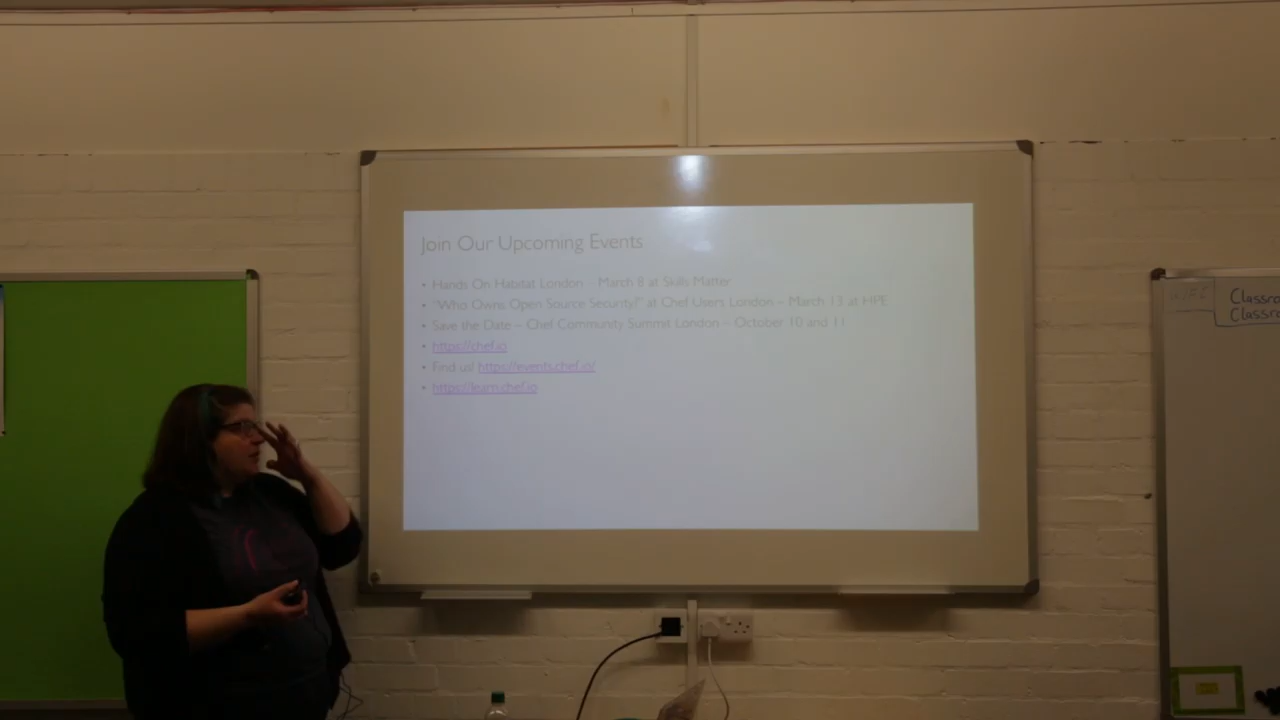 Join Our Upcoming Events
• Hands On Habitat London - March 8 at Skills Matter
• "Who Owns Open Source Security?" at Chef Users London – March 13 at HPE
• Save the Date – Chef Community Summit London – October 10 and 11
• https://chef.io
• Find us! https://events.chef.io/
• https://learn.chef.io